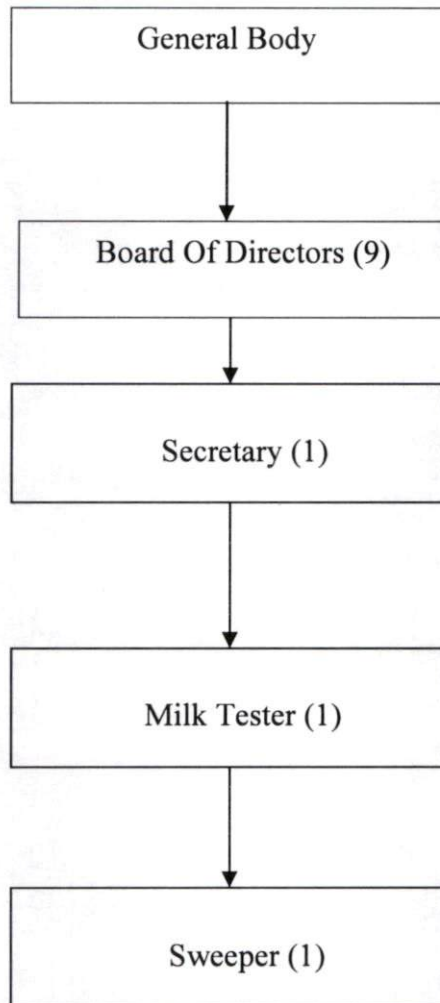 General Body
Board Of Directors (9)
Secretary (1)
Milk Tester (1)
Sweeper (1)